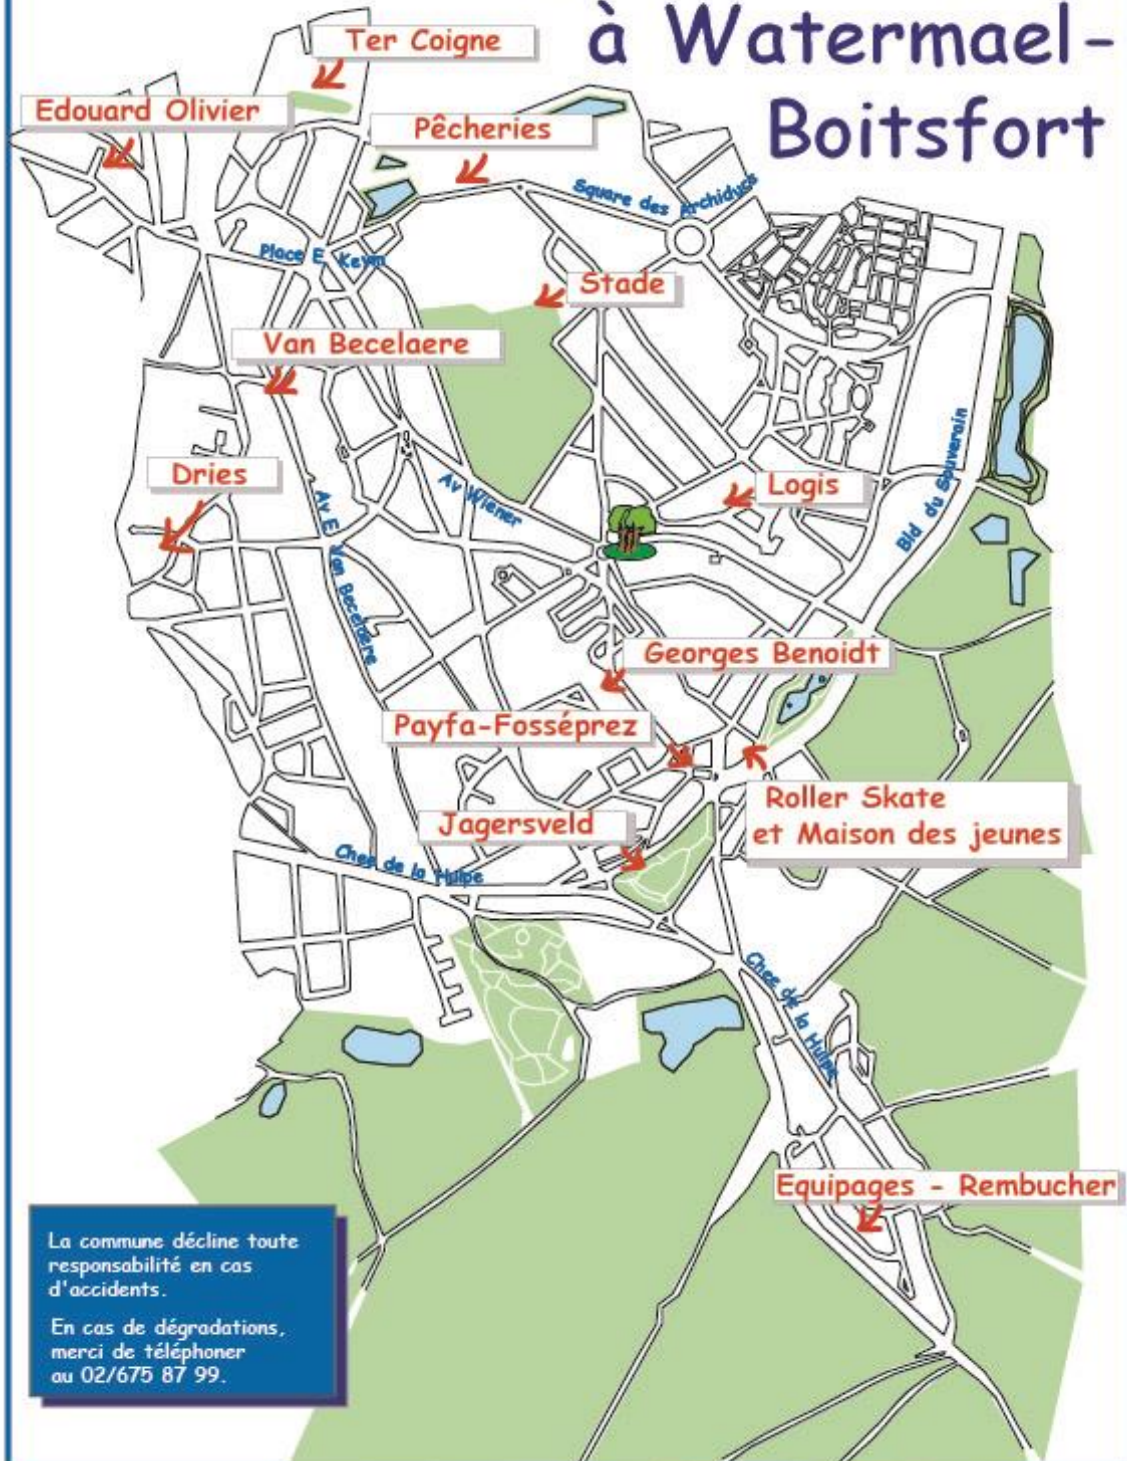 à Watermael-
Boitsfort
Ter Coigne
Edouard Olivier
Pêcheries
Square des Archiducs
Place E. Keym
Stade
Van Becelaere
Dries
Av Wiener
Logis
Bld du Souverain
Av E. Van Becelaere
Georges Benoidt
Payfa-Fosséprez
Roller Skate
et Maison des jeunes
Jagersveld
Chee de la Hulpe
Chee de la Hulpe
Equipages - Rembucher
La commune décline toute
responsabilité en cas
d'accidents.
En cas de dégradations,
merci de téléphoner
au 02/675 87 99.